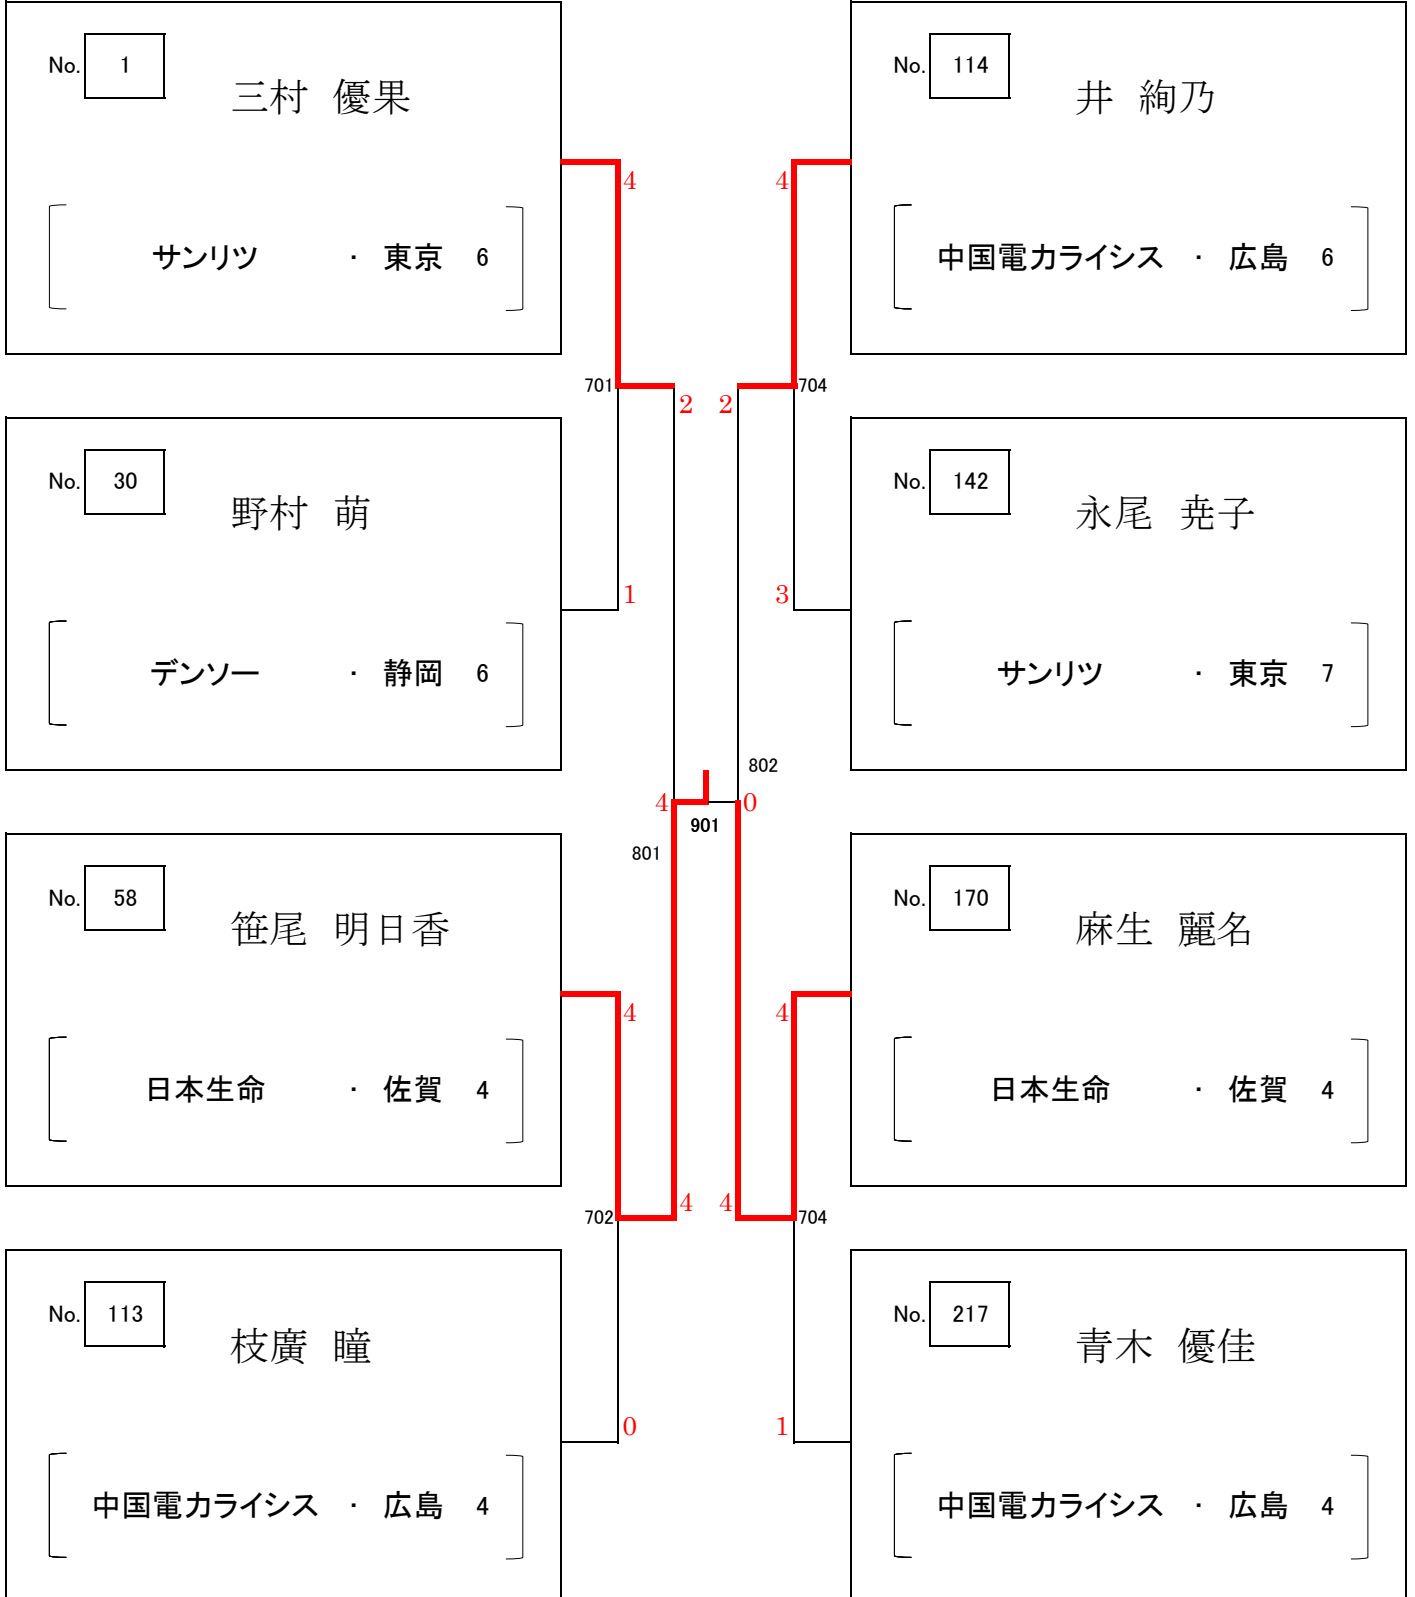 No. 1
三村 優果
サンリツ ・ 東京 6
No. 30
野村 萌
デンソー ・ 静岡 6
No. 58
笹尾 明日香
日本生命 ・ 佐賀 4
No. 113
枝廣 瞳
中国電力ライシス ・ 広島 4
4
701
2
1
4
801
901
4
702
4
0
4
2
704
3
802
0
4
4
704
1
No. 114
井 絢乃
中国電力ライシス ・ 広島 6
No. 142
永尾 尭子
サンリツ ・ 東京 7
No. 170
麻生 麗名
日本生命 ・ 佐賀 4
No. 217
青木 優佳
中国電力ライシス ・ 広島 4